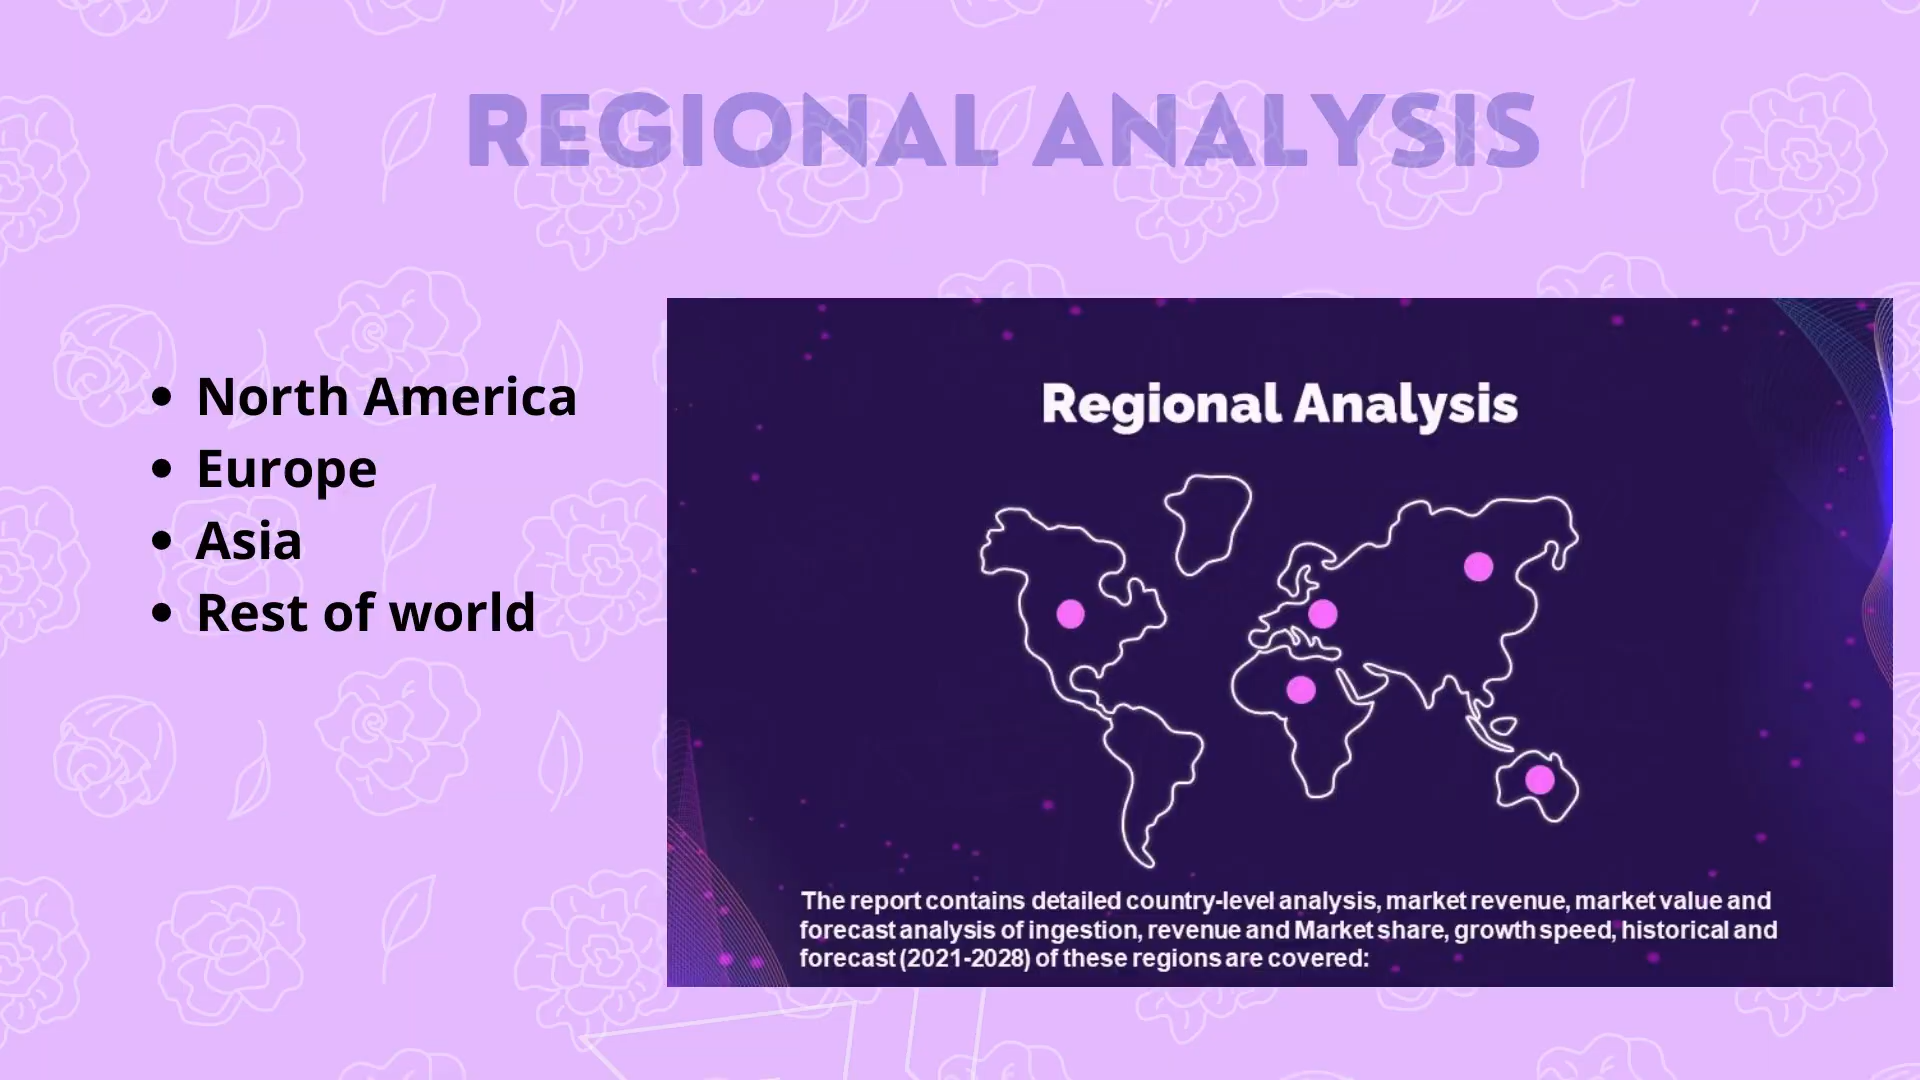 REGIONAL ANALYSIS
• North America
• Europe
• Asia
• Rest of world
Regional Analysis
The report contains detailed country-level analysis, market revenue, market value and
forecast analysis of ingestion, revenue and Market share, growth speed, historical and
forecast (2021-2028) of these regions are covered: